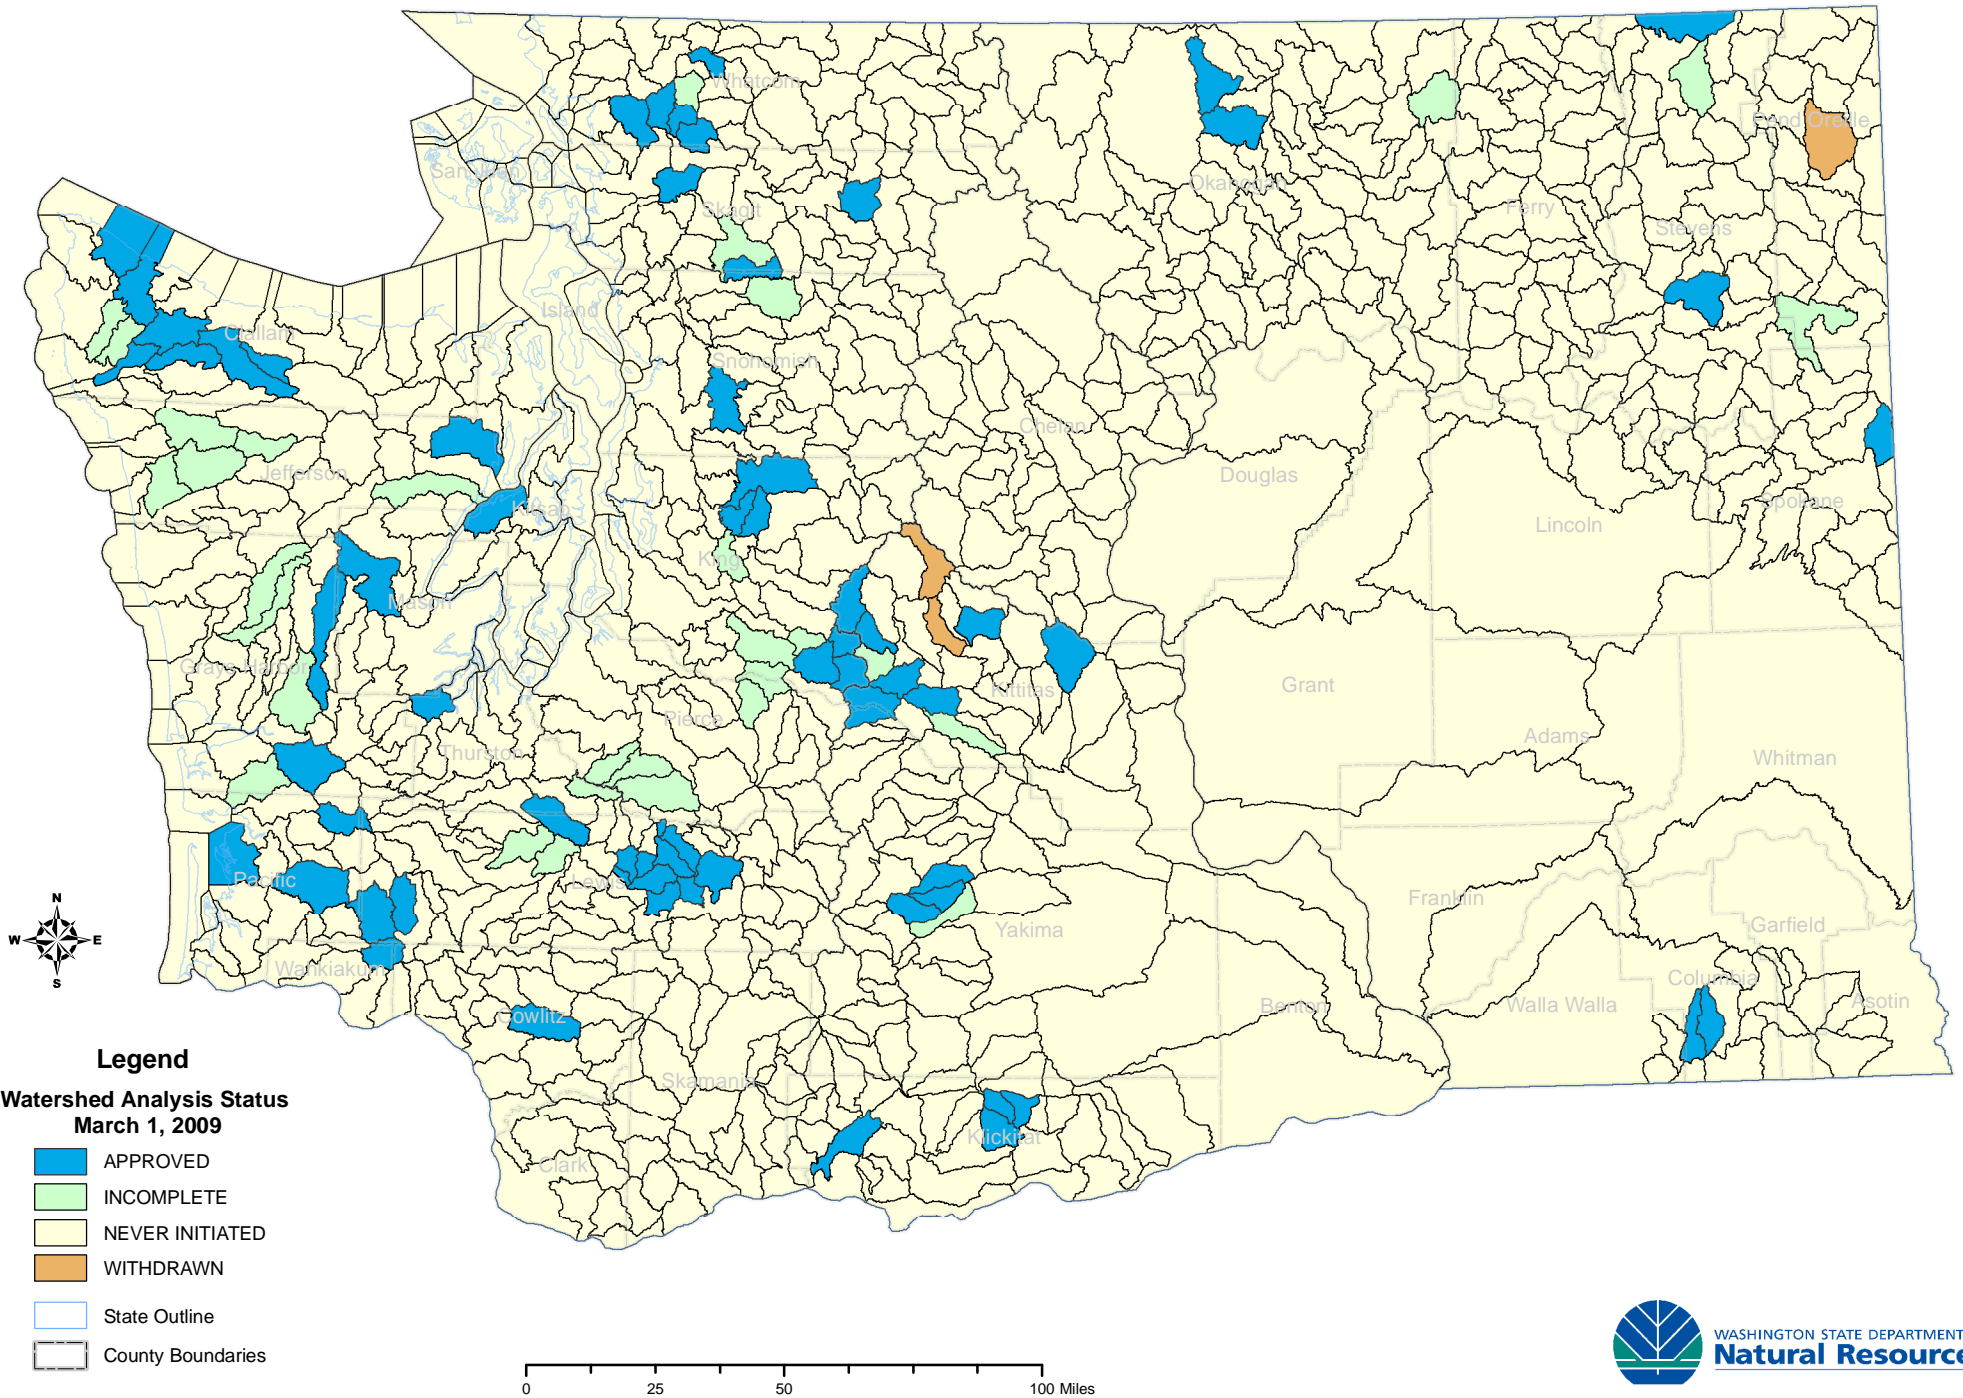 Whatcom
San Juan
Skagit
Okanogan
Ferry
Stevens
Pend Oreille
Island
Clallam
Snohomish
Chelan
Douglas
Jefferson
Kitsap
Lincoln
Spokane
King
Mason
Grays Harbor
Kittitas
Grant
Pierce
Thurston
Adams
Whitman
Pacific
Lewis
Yakima
Franklin
Garfield
Wahkiakum
Columbia
Cowlitz
Benton
Walla Walla
Asotin
Skamania
Klickitat
Clark
N
W E
S
Legend
Watershed Analysis Status
March 1, 2009
APPROVED
INCOMPLETE
NEVER INITIATED
WITHDRAWN
State Outline
County Boundaries
0 25 50 100 Miles
WASHINGTON STATE DEPARTMENT
Natural Resource